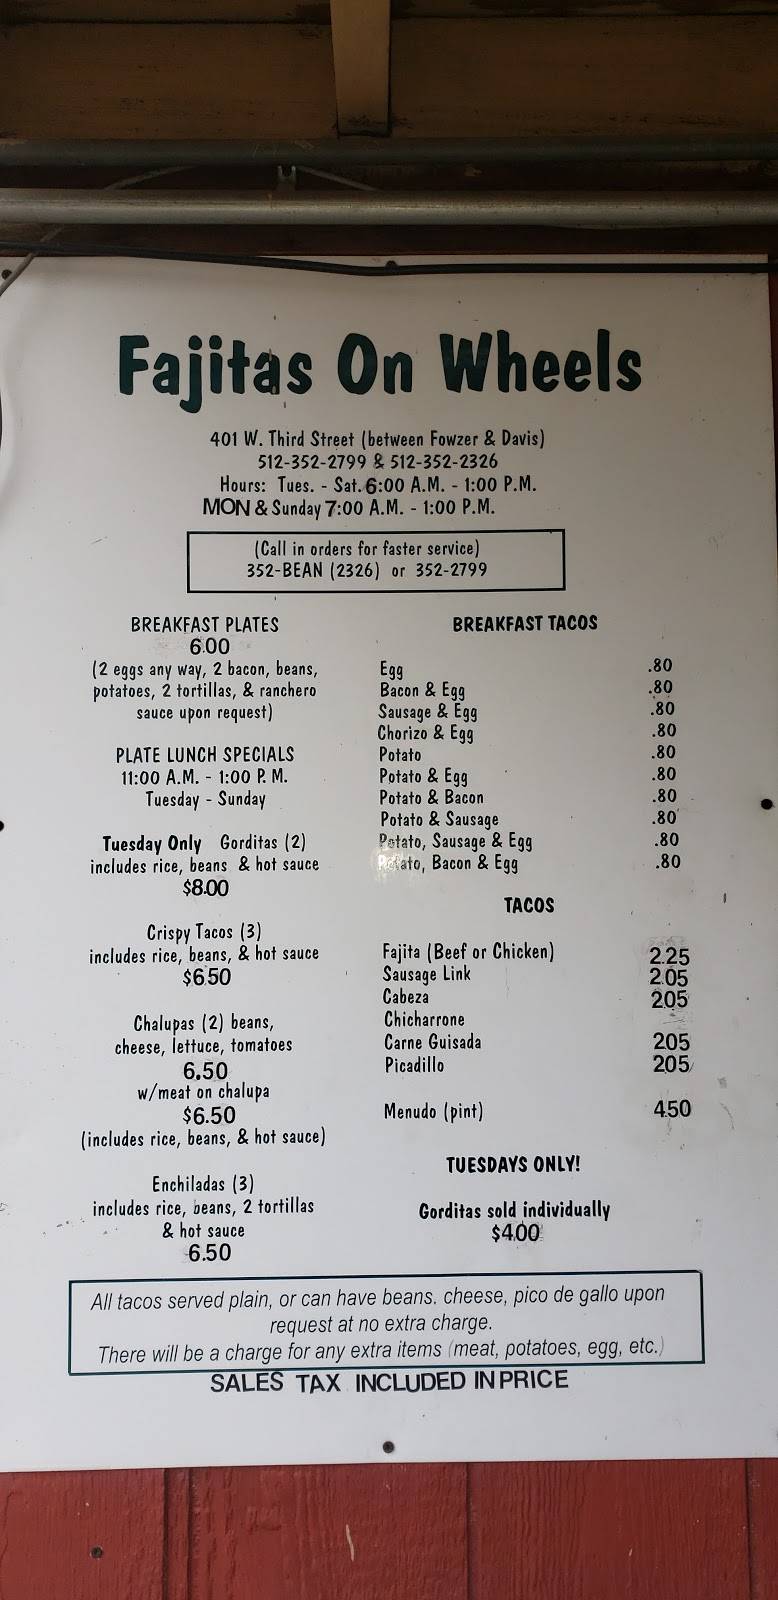 Fajitas On Wheels
401 W. Third Street (between Fowzer & Davis)
512-352-2799 & 512-352-2326
Hours: Tues. - Sat. 6:00 A.M. - 1:00 P.M.
MON & Sunday 7:00 A.M. - 1:00 P.M.
(Call in orders for faster service)
352-BEAN (2326) or 352-2799
BREAKFAST PLATES
6.00
(2 eggs any way, 2 bacon, beans,
potatoes, 2 tortillas, & ranchero
sauce upon request)
PLATE LUNCH SPECIALS
11:00 A.M. - 1:00 P. M.
Tuesday - Sunday
Tuesday Only Gorditas (2)
includes rice, beans & hot sauce
$8.00
Crispy Tacos (3)
includes rice, beans, & hot sauce
$6.50
Chalupas (2) beans,
cheese, lettuce, tomatoes
6.50
w/meat on chalupa
$6.50
(includes rice, beans, & hot sauce)
Enchiladas (3)
includes rice, beans, 2 tortillas
& hot sauce
6.50
BREAKFAST TACOS
Egg .80
Bacon & Egg .80
Sausage & Egg .80
Chorizo & Egg .80
Potato .80
Potato & Egg .80
Potato & Bacon .80
Potato & Sausage .80
Potato, Sausage & Egg .80
Potato, Bacon & Egg .80
TACOS
Fajita (Beef or Chicken) 2.25
Sausage Link 2.05
Cabeza 205
Chicharrone
Carne Guisada 205
Picadillo 205
Menudo (pint) 450
TUESDAYS ONLY!
Gorditas sold individually
$4.00
All tacos served plain, or can have beans. cheese, pico de gallo upon
request at no extra charge.
There will be a charge for any extra items (meat, potatoes, egg, etc.)
SALES TAX INCLUDED IN PRICE